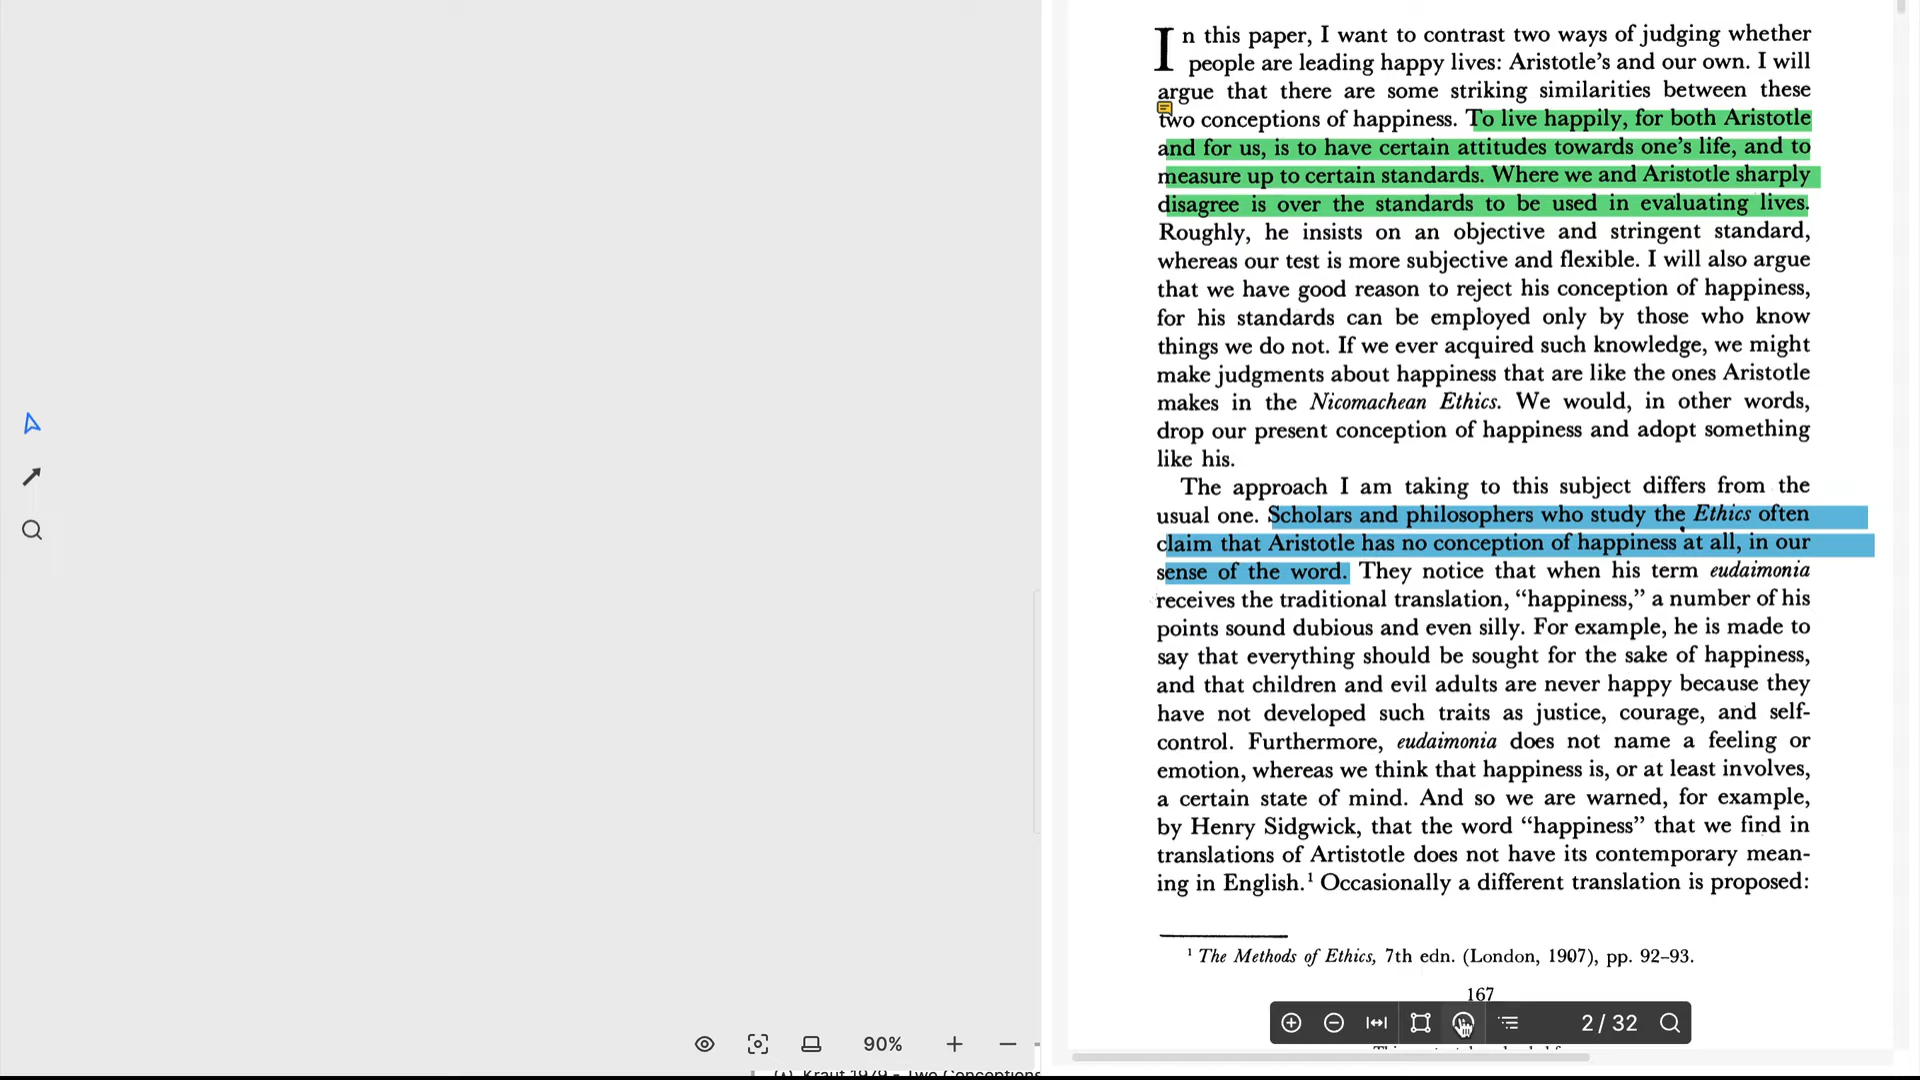 In this paper, I want to contrast two ways of judging whether
people are leading happy lives: Aristotle's and our own. I will
argue that there are some striking similarities between these
two conceptions of happiness. To live happily, for both Aristotle
and for us, is to have certain attitudes towards one's life, and to
measure up to certain standards. Where we and Aristotle sharply
disagree is over the standards to be used in evaluating lives.
Roughly, he insists on an objective and stringent standard,
whereas our test is more subjective and flexible. I will also argue
that we have good reason to reject his conception of happiness,
for his standards can be employed only by those who know
things we do not. If we ever acquired such knowledge, we might
make judgments about happiness that are like the ones Aristotle
makes in the Nicomachean Ethics. We would, in other words,
drop our present conception of happiness and adopt something
like his.
The approach I am taking to this subject differs from the
usual one. Scholars and philosophers who study the Ethics often
claim that Aristotle has no conception of happiness at all, in our
sense of the word. They notice that when his term eudaimonia
receives the traditional translation, “happiness,” a number of his
points sound dubious and even silly. For example, he is made to
say that everything should be sought for the sake of happiness,
and that children and evil adults are never happy because they
have not developed such traits as justice, courage, and self-
control. Furthermore, eudaimonia does not name a feeling or
emotion, whereas we think that happiness is, or at least involves,
a certain state of mind. And so we are warned, for example,
by Henry Sidgwick, that the word “happiness” that we find in
translations of Artistotle does not have its contemporary mean-
ing in English.¹ Occasionally a different translation is proposed:
¹ The Methods of Ethics, 7th edn. (London, 1907), pp. 92–93.
167
2 / 32
90%
Kraut 1979 - Two Conceptions